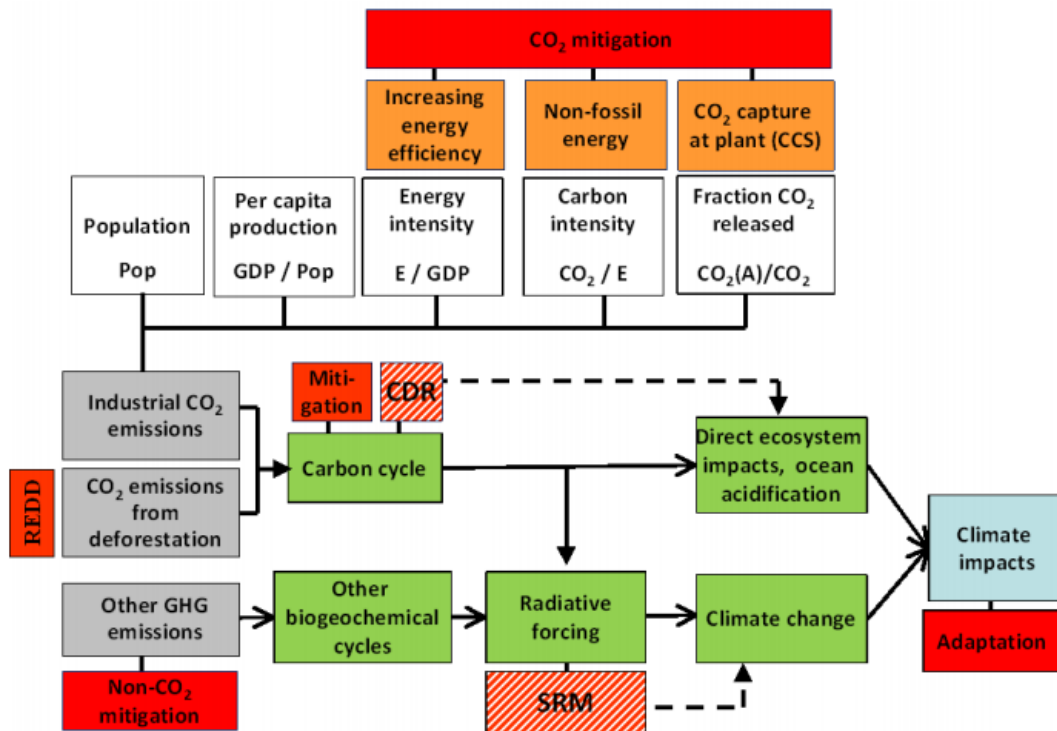 CO₂ mitigation
Increasing
energy
efficiency
Non-fossil
energy
CO₂ capture
at plant (CCS)
Population
Pop
Per capita
production
GDP / Pop
Energy
intensity
E / GDP
Carbon
intensity
CO₂ / E
Fraction CO₂
released
CO₂(A)/CO₂
Industrial CO₂
emissions
Miti-
gation
CDR
Carbon cycle
Direct ecosystem
impacts, ocean
acidification
REDD
CO₂ emissions
from
deforestation
Climate
impacts
Adaptation
Other GHG
emissions
Non-CO₂
mitigation
Other
biogeochemical
cycles
Radiative
forcing
SRM
Climate change